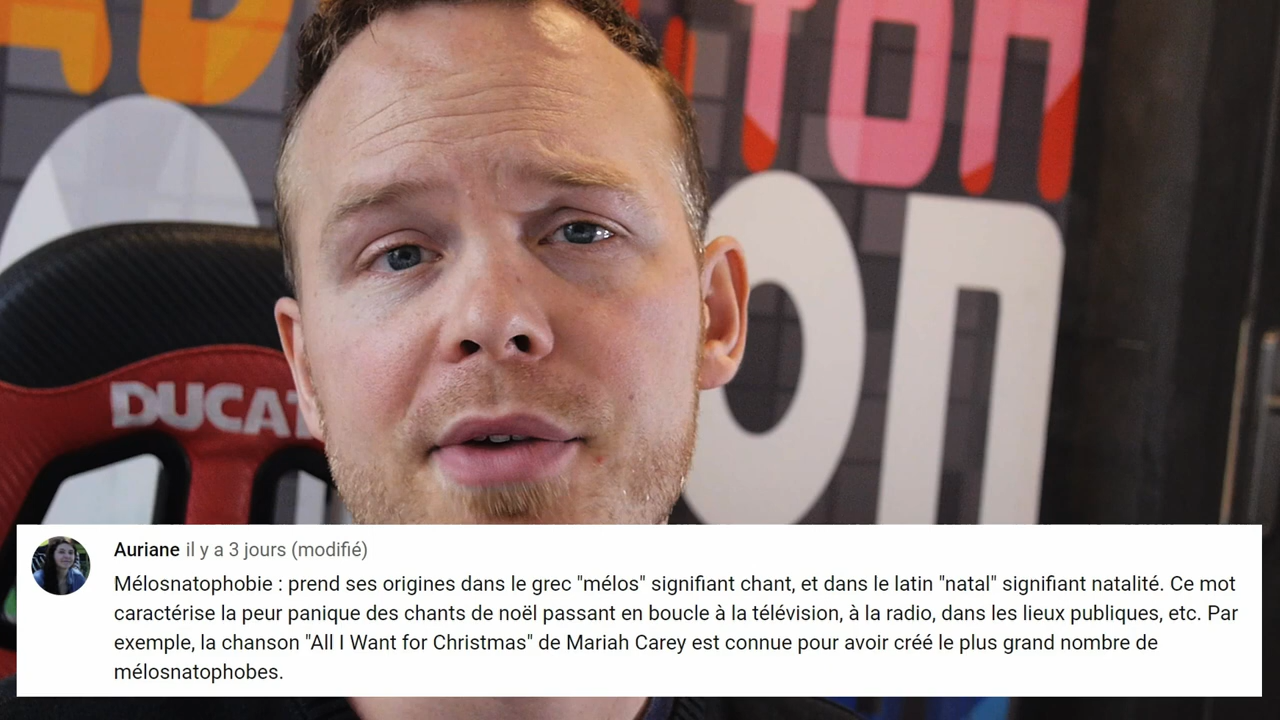 TON
ON
DUCAT
Auriane il y a 3 jours (modifié)
Mélosnatophobie : prend ses origines dans le grec "mélos" signifiant chant, et dans le latin "natal" signifiant natalité. Ce mot
caractérise la peur panique des chants de noël passant en boucle à la télévision, à la radio, dans les lieux publiques, etc. Par
exemple, la chanson "All I Want for Christmas" de Mariah Carey est connue pour avoir créé le plus grand nombre de
mélosnatophobes.